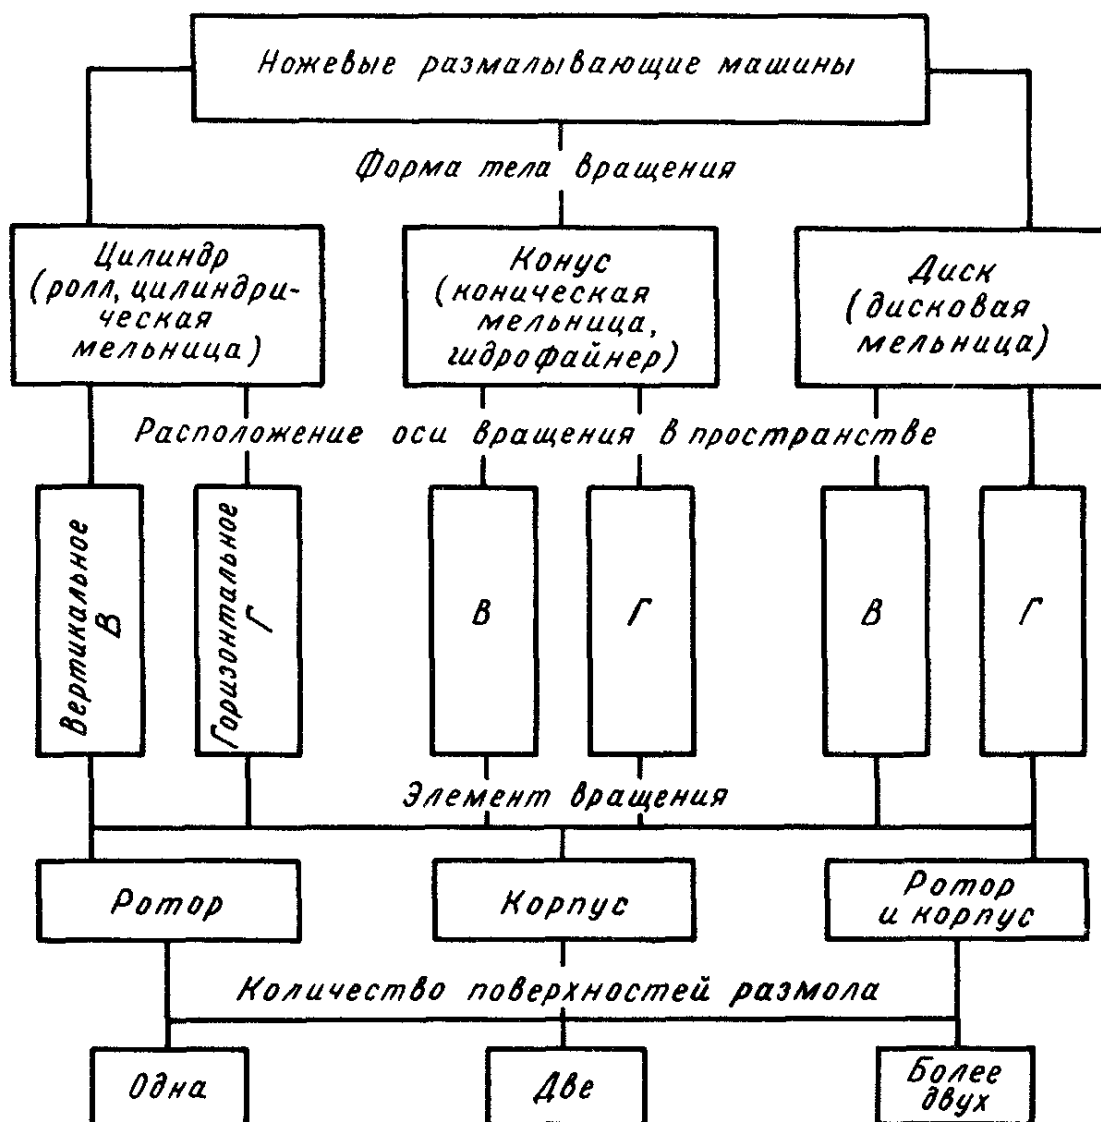 Ножевые размалывающие машины
Форма тела вращения
Цилиндр
(ролл, цилиндри-
ческая
мельница)
Конус
(коническая
мельница,
гидрофайнер)
Диск
(дисковая
мельница)
Расположение оси вращения в пространстве
Вертикальное
В
Горизонтальное
Г
В
Г
В
Г
Элемент вращения
Ротор
Корпус
Ротор
и корпус
Количество поверхностей размола
Одна
Две
Более
двух